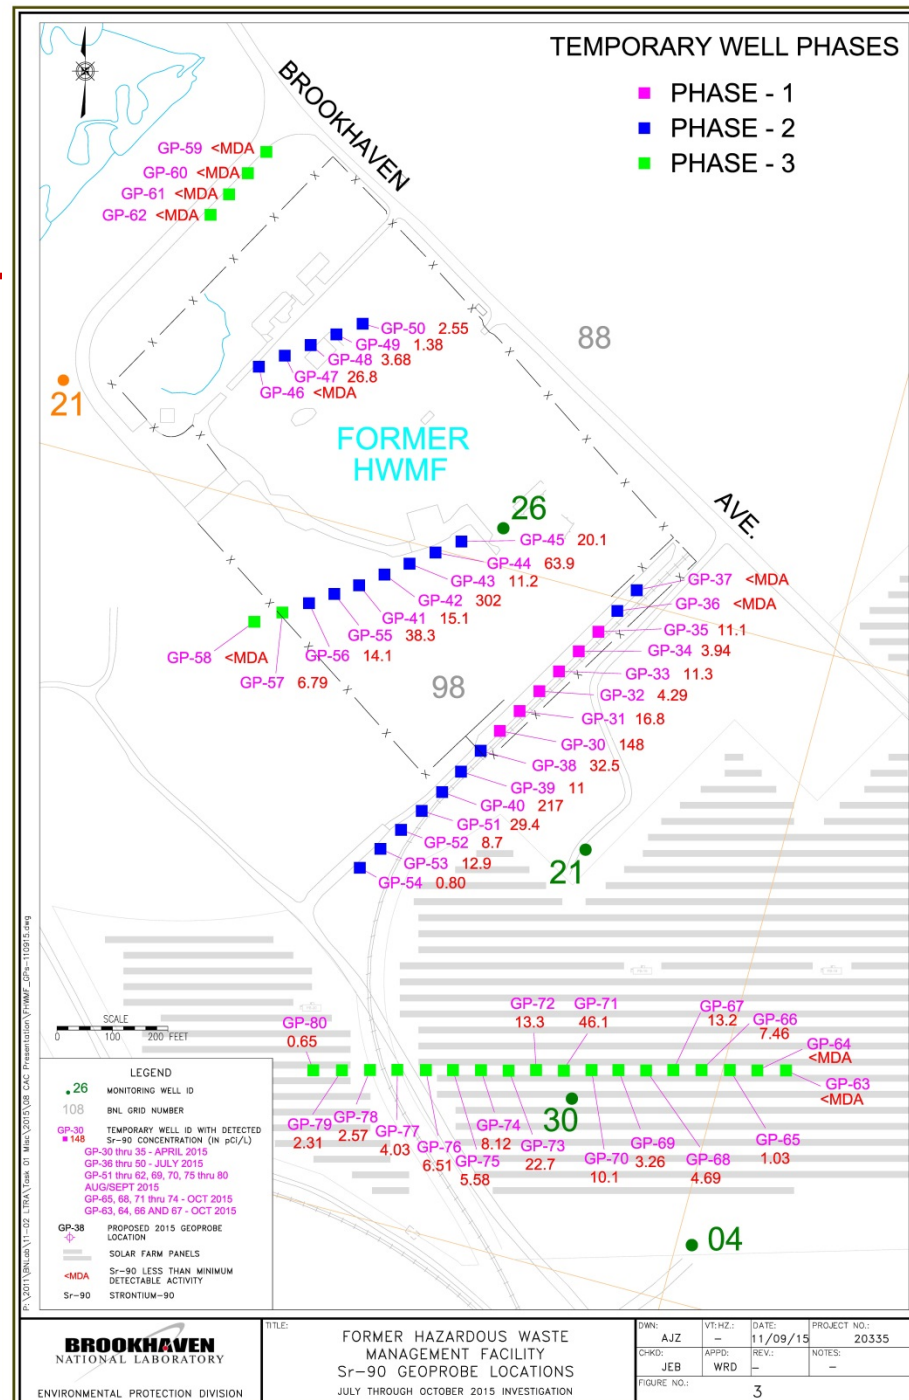 TEMPORARY WELL PHASES
PHASE - 1
PHASE - 2
PHASE - 3
BROOKHAVEN
AVE.
GP-59 <MDA
GP-60 <MDA
GP-61 <MDA
GP-62 <MDA
88
GP-50 2.55
GP-49 1.38
GP-48 3.68
GP-47 26.8
GP-46 <MDA
21
FORMER
HWMF
26
GP-45 20.1
GP-44 63.9
GP-43 11.2
GP-42 302
GP-41 15.1
GP-55 38.3
GP-56 14.1
GP-58 <MDA
GP-57 6.79
98
GP-37 <MDA
GP-36 <MDA
GP-35 11.1
GP-34 3.94
GP-33 11.3
GP-32 4.29
GP-31 16.8
GP-30 148
GP-38 32.5
GP-39 11
GP-40 217
GP-51 29.4
GP-52 8.7
GP-53 12.9
GP-54 0.80
21
GP-80
0.65
GP-72
13.3
GP-71
46.1
GP-67
13.2
GP-66
7.46
GP-64
<MDA
GP-63
<MDA
GP-79
2.31
GP-78
2.57
GP-77
4.03
GP-76
6.51
GP-75
5.58
GP-74
8.12
GP-73
22.7
GP-70
10.1
GP-69
3.26
GP-68
4.69
GP-65
1.03
30
04
SCALE
0 100 200 FEET
LEGEND
26 MONITORING WELL ID
108 BNL GRID NUMBER
GP-30 TEMPORARY WELL ID WITH DETECTED
148 Sr-90 CONCENTRATION (IN pCi/L)
GP-30 thru 35 - APRIL 2015
GP-36 thru 50 - JULY 2015
GP-51 thru 62, 69, 70, 75 thru 80
AUG/SEPT 2015
GP-65, 68, 71 thru 74 - OCT 2015
GP-63, 64, 66 AND 67 - OCT 2015
GP-38 PROPOSED 2015 GEOPROBE
LOCATION
SOLAR FARM PANELS
<MDA Sr-90 LESS THAN MINIMUM
DETECTABLE ACTIVITY
Sr-90 STRONTIUM-90
BROOKHAVEN
NATIONAL LABORATORY
ENVIRONMENTAL PROTECTION DIVISION
TITLE:
FORMER HAZARDOUS WASTE
MANAGEMENT FACILITY
Sr-90 GEOPROBE LOCATIONS
JULY THROUGH OCTOBER 2015 INVESTIGATION
DWN: AJZ
VT:HZ.: -
DATE: 11/09/15
PROJECT NO.: 20335
CHKD: JEB
APPD: WRD
REV.: -
NOTES: -
FIGURE NO.: 3